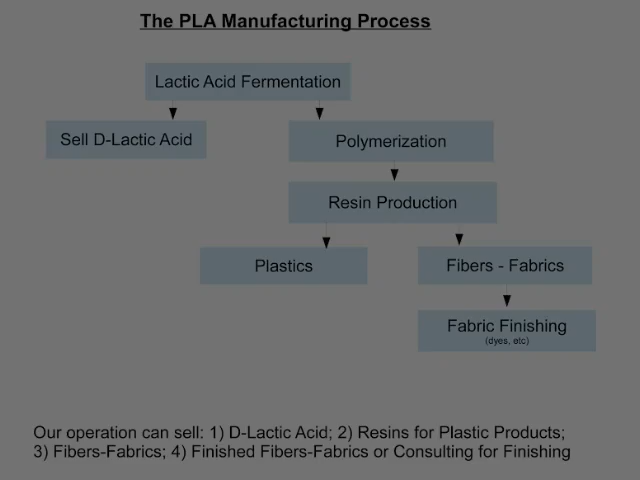 The PLA Manufacturing Process
Lactic Acid Fermentation
Sell D-Lactic Acid
Polymerization
Resin Production
Plastics
Fibers - Fabrics
Fabric Finishing
(dyes, etc)
Our operation can sell: 1) D-Lactic Acid; 2) Resins for Plastic Products;
3) Fibers-Fabrics; 4) Finished Fibers-Fabrics or Consulting for Finishing